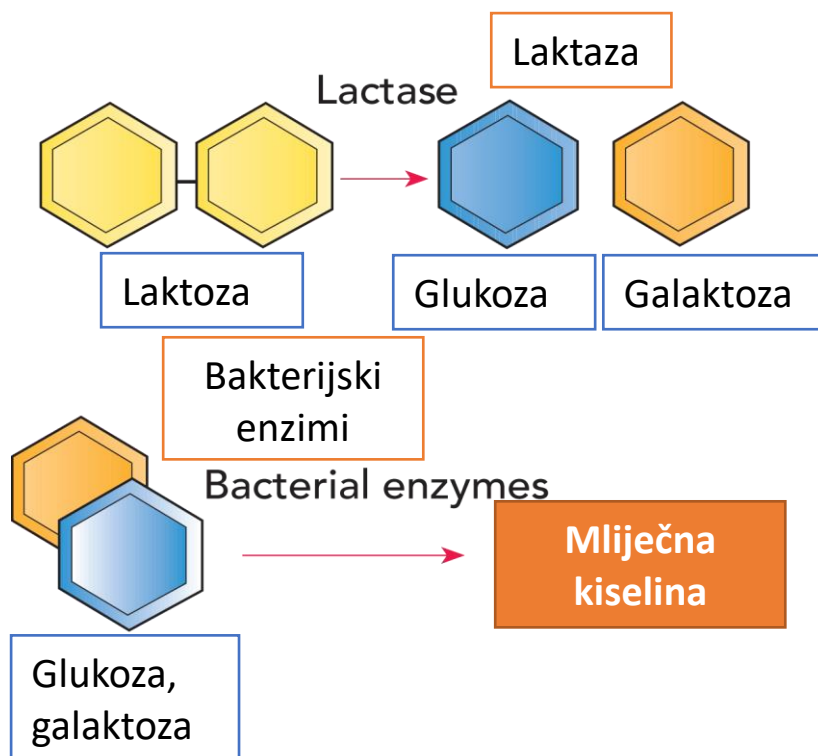 Laktaza
Lactase
Laktoza
Glukoza
Galaktoza
Bakterijski
enzimi
Bacterial enzymes
Mliječna
kiselina
Glukoza,
galaktoza